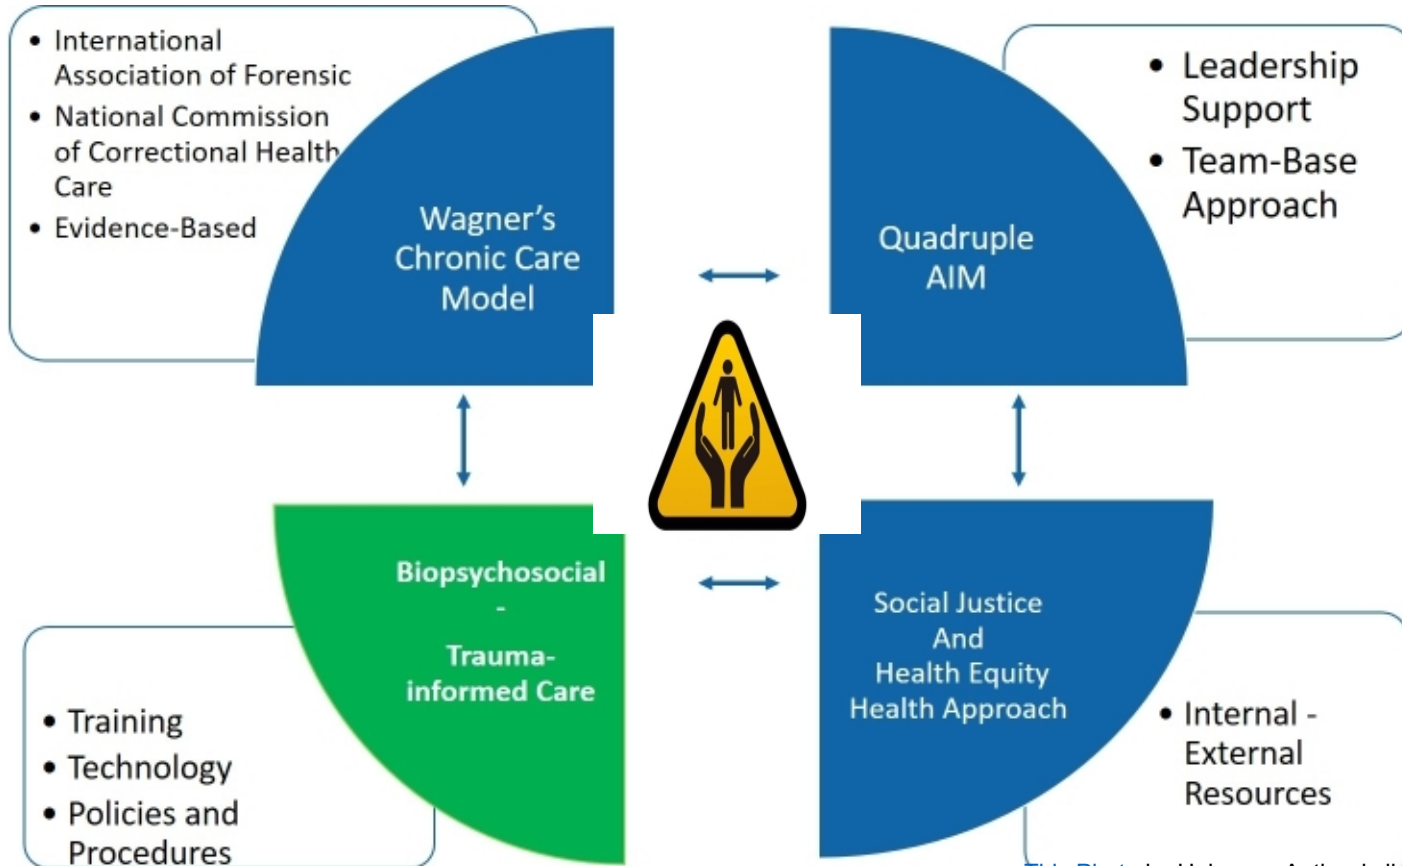 • International
Association of Forensic
• National Commission
of Correctional Health
Care
• Evidence-Based
Wagner's
Chronic Care
Model
Quadruple
AIM
• Leadership
Support
• Team-Base
Approach
Biopsychosocial
-
Trauma-
informed Care
• Training
• Technology
• Policies and
Procedures
Social Justice
And
Health Equity
Health Approach
• Internal -
External
Resources